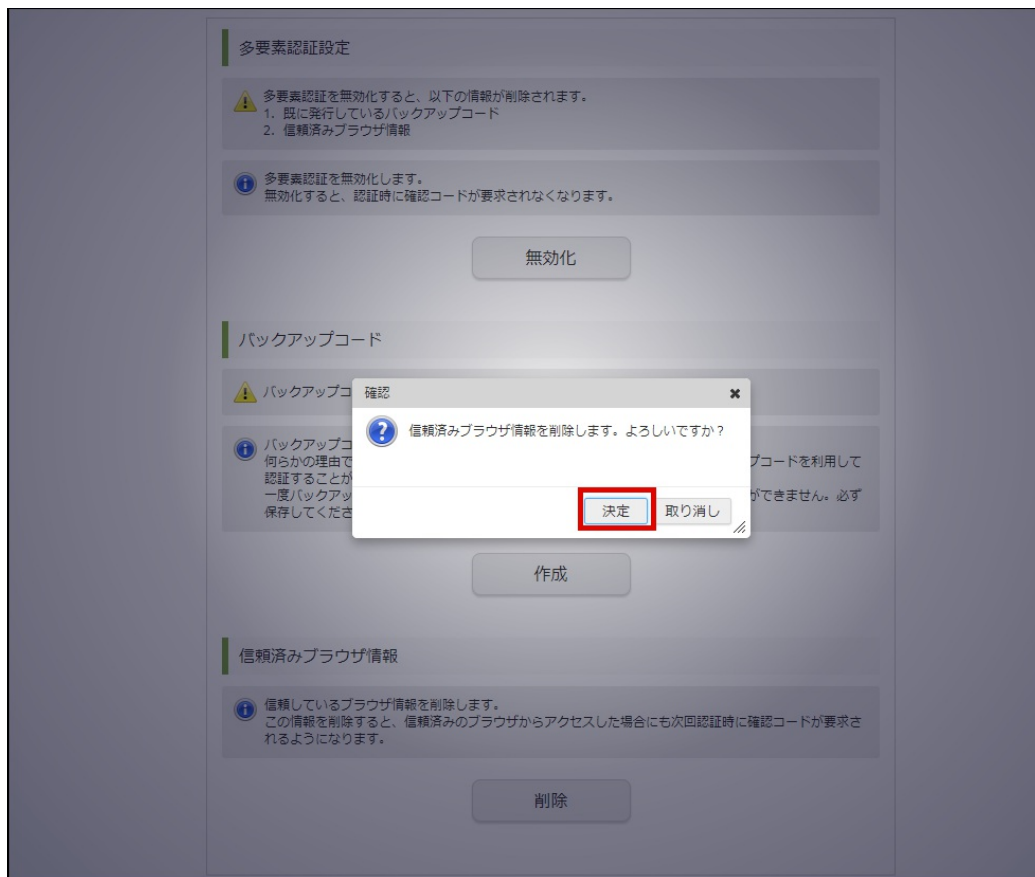 多要素認証設定
多要素認証を無効化すると、以下の情報が削除されます。
1. 既に発行しているバックアップコード
2. 信頼済みブラウザ情報
多要素認証を無効化します。
無効化すると、認証時に確認コードが要求されなくなります。
無効化
バックアップコード
バックアップコ
確認
信頼済みブラウザ情報を削除します。よろしいですか？
決定
取り消し
バックアップコ
何らかの理由で
プコードを利用して
認証することが
一度バックアッ
ができません。必ず
保存してくださ
作成
信頼済みブラウザ情報
信頼しているブラウザ情報を削除します。
この情報を削除すると、信頼済みのブラウザからアクセスした場合にも次回認証時に確認コードが要求さ
れるようになります。
削除